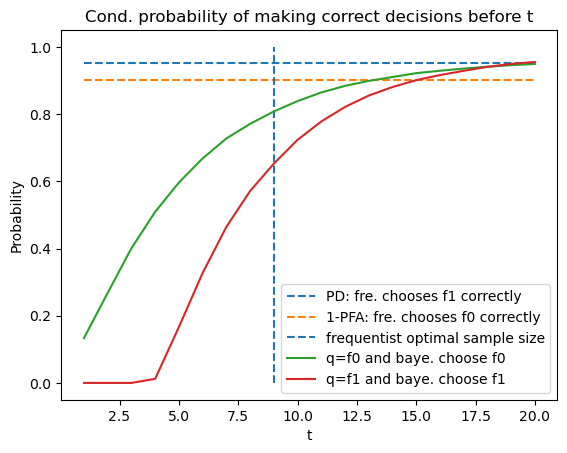 Cond. probability of making correct decisions before t
Probability
1.0
0.8
0.6
0.4
0.2
0.0
PD: fre. chooses f1 correctly
1-PFA: fre. chooses f0 correctly
frequentist optimal sample size
q=f0 and baye. choose f0
q=f1 and baye. choose f1
2.5 5.0 7.5 10.0 12.5 15.0 17.5 20.0
t